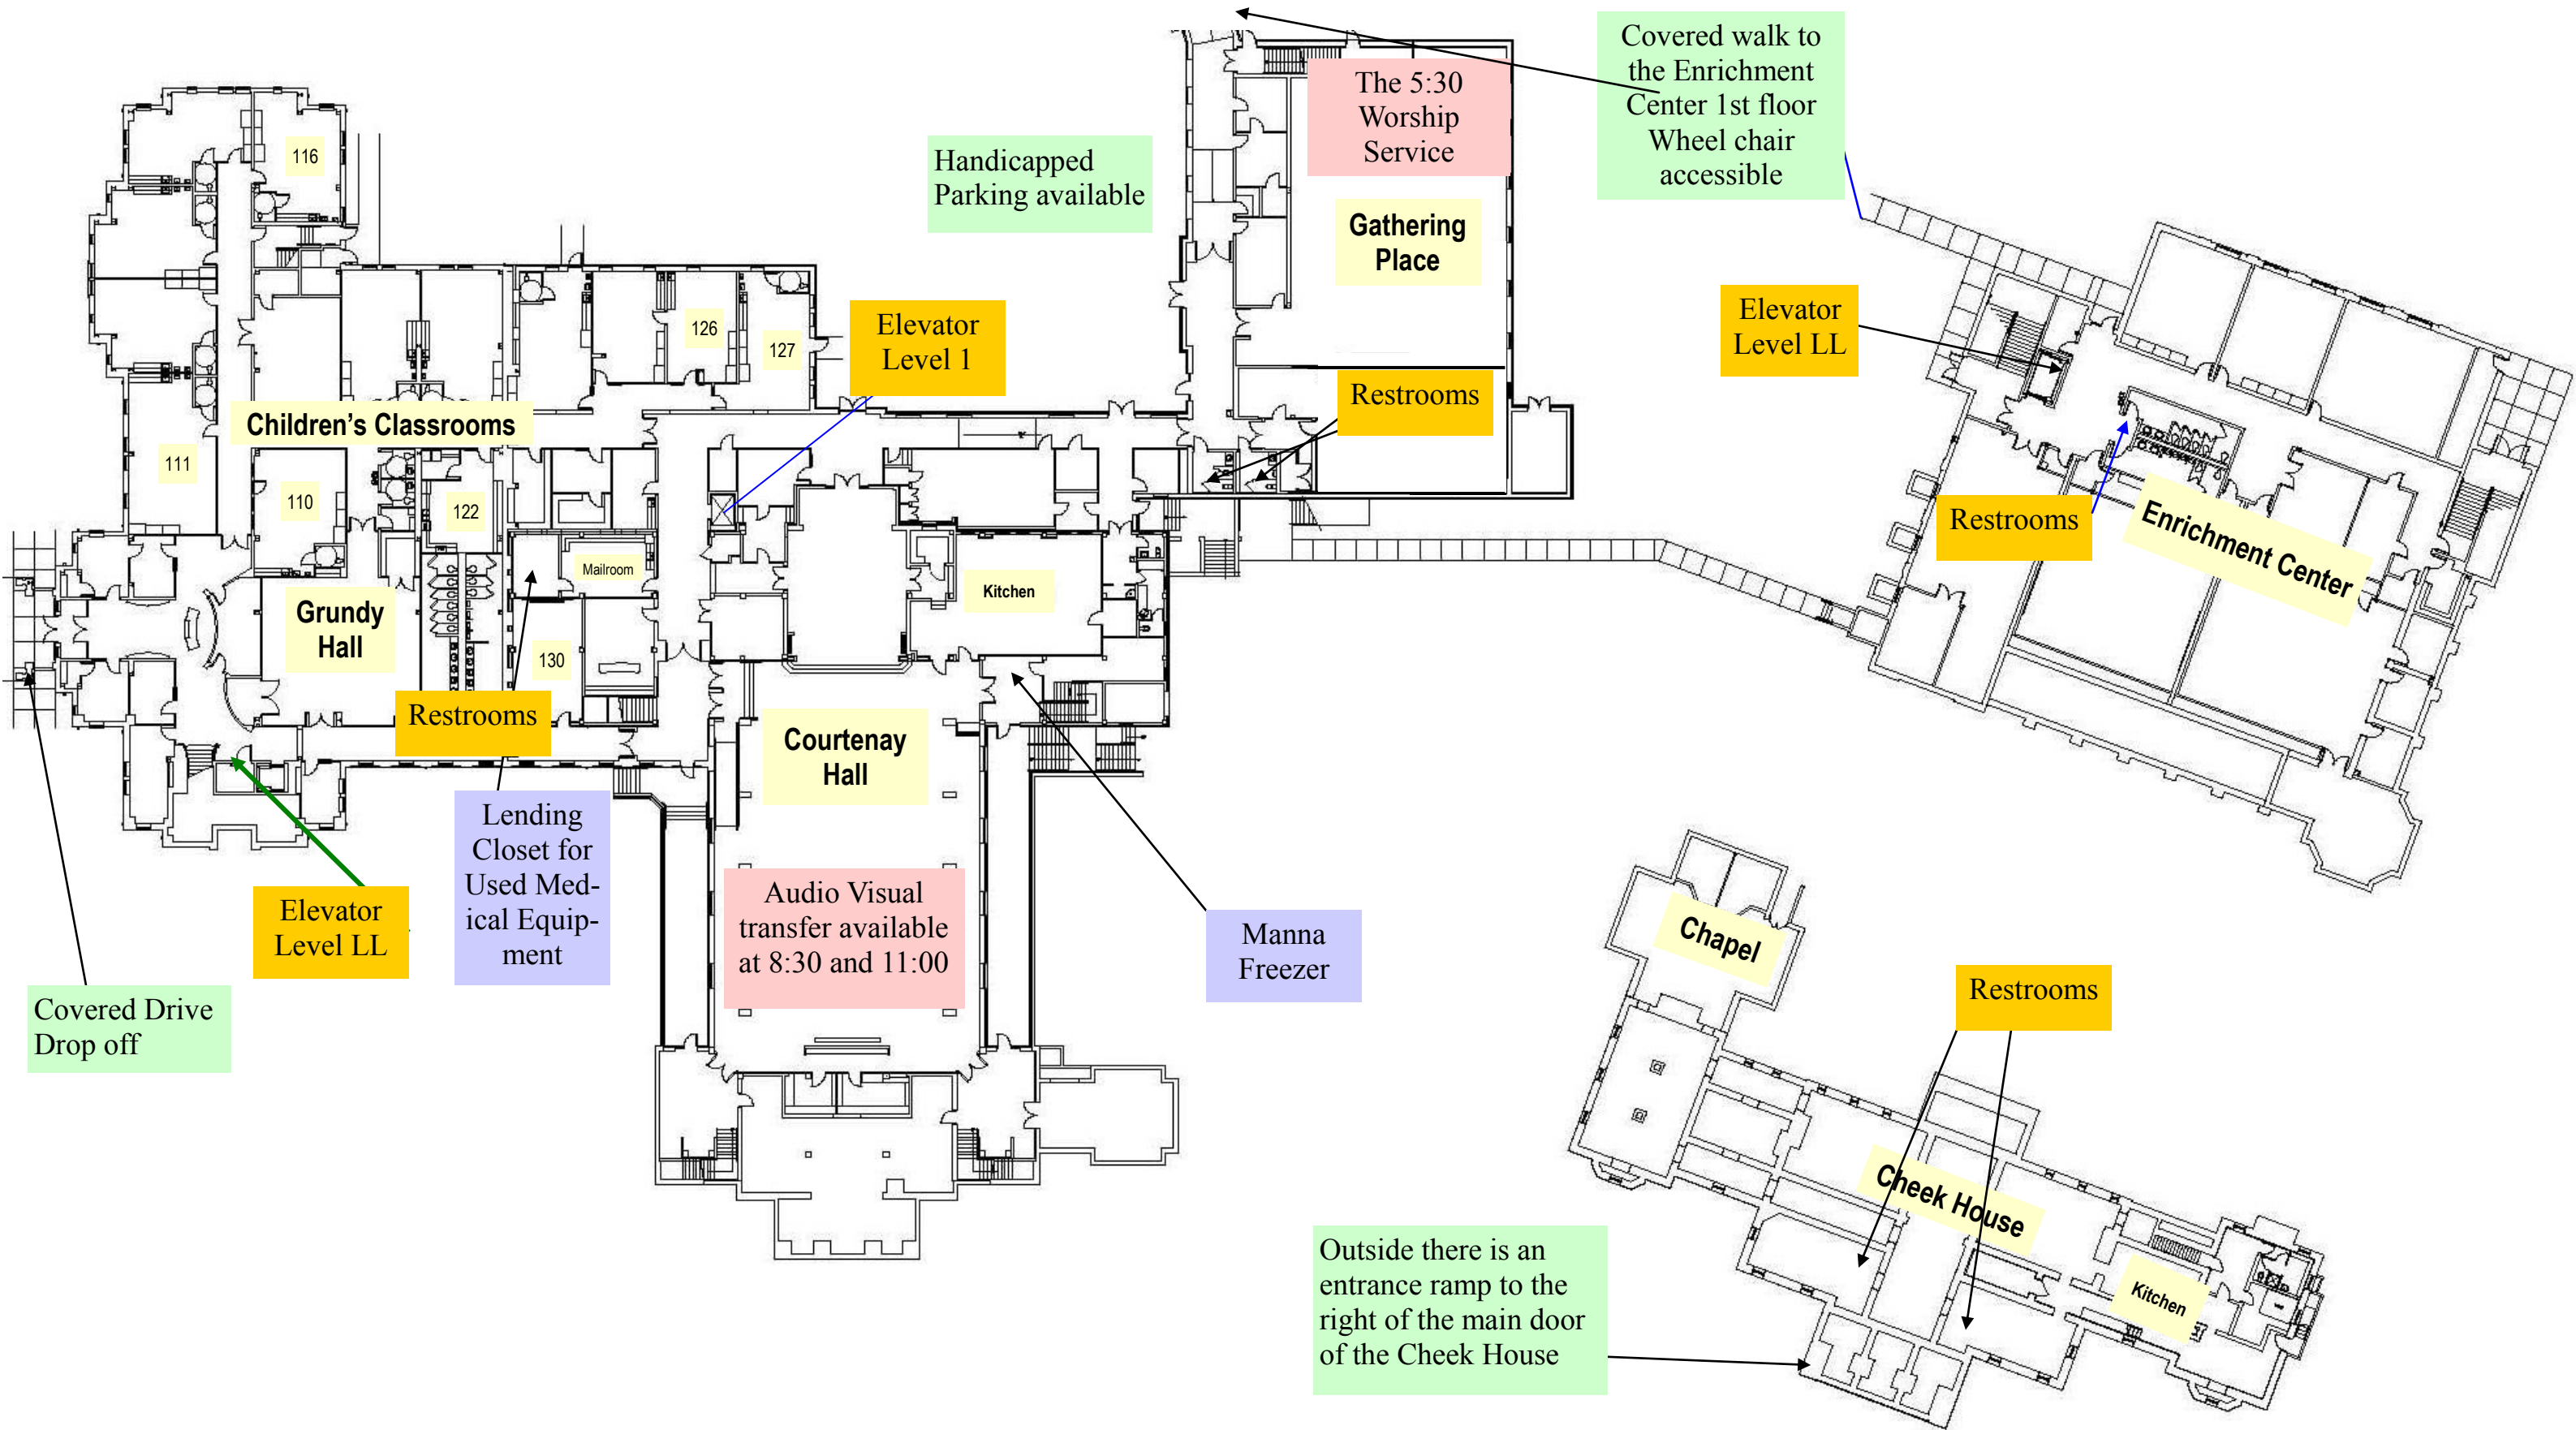 Covered walk to
the Enrichment
Center 1st floor
Wheel chair
accessible
The 5:30
Worship
Service
Handicapped
Parking available
116
Gathering
Place
126
127
Elevator
Level 1
Elevator
Level LL
Restrooms
Children's Classrooms
111
110
122
Restrooms
Enrichment Center
Mailroom
Kitchen
Grundy
Hall
130
Restrooms
Courtenay
Hall
Lending
Closet for
Used Med-
ical Equip-
ment
Audio Visual
transfer available
at 8:30 and 11:00
Elevator
Level LL
Manna
Freezer
Covered Drive
Drop off
Chapel
Restrooms
Cheek House
Kitchen
Outside there is an
entrance ramp to the
right of the main door
of the Cheek House